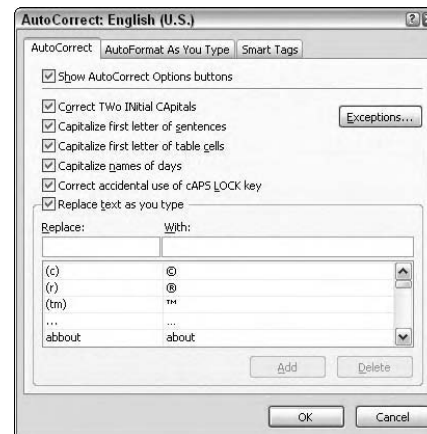 AutoCorrect: English (U.S.)
AutoCorrect AutoFormat As You Type Smart Tags
Show AutoCorrect Options buttons
Correct TWo INitial CApitals
Exceptions...
Capitalize first letter of sentences
Capitalize first letter of table cells
Capitalize names of days
Correct accidental use of cAPS LOCK key
Replace text as you type
Replace: With:
(c) ©
(r) ®
(tm) ™
... …
abbout about
Add Delete
OK Cancel